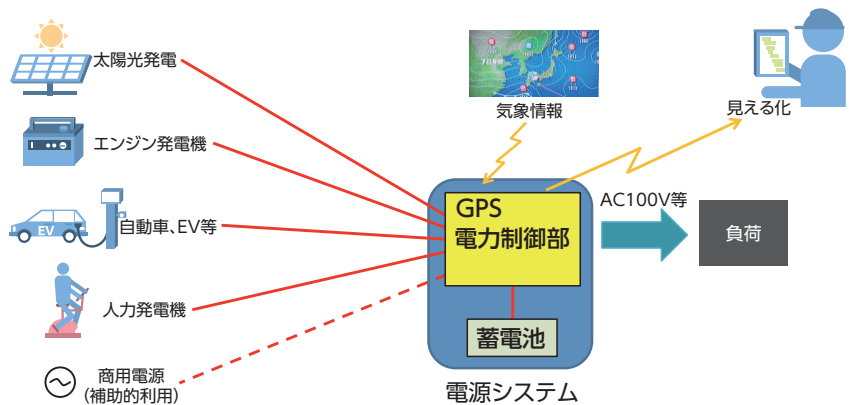 太陽光発電
エンジン発電機
EV
自動車、EV等
人力発電機
商用電源
(補助的利用)
気象情報
見える化
GPS
電力制御部
蓄電池
電源システム
AC100V等
負荷